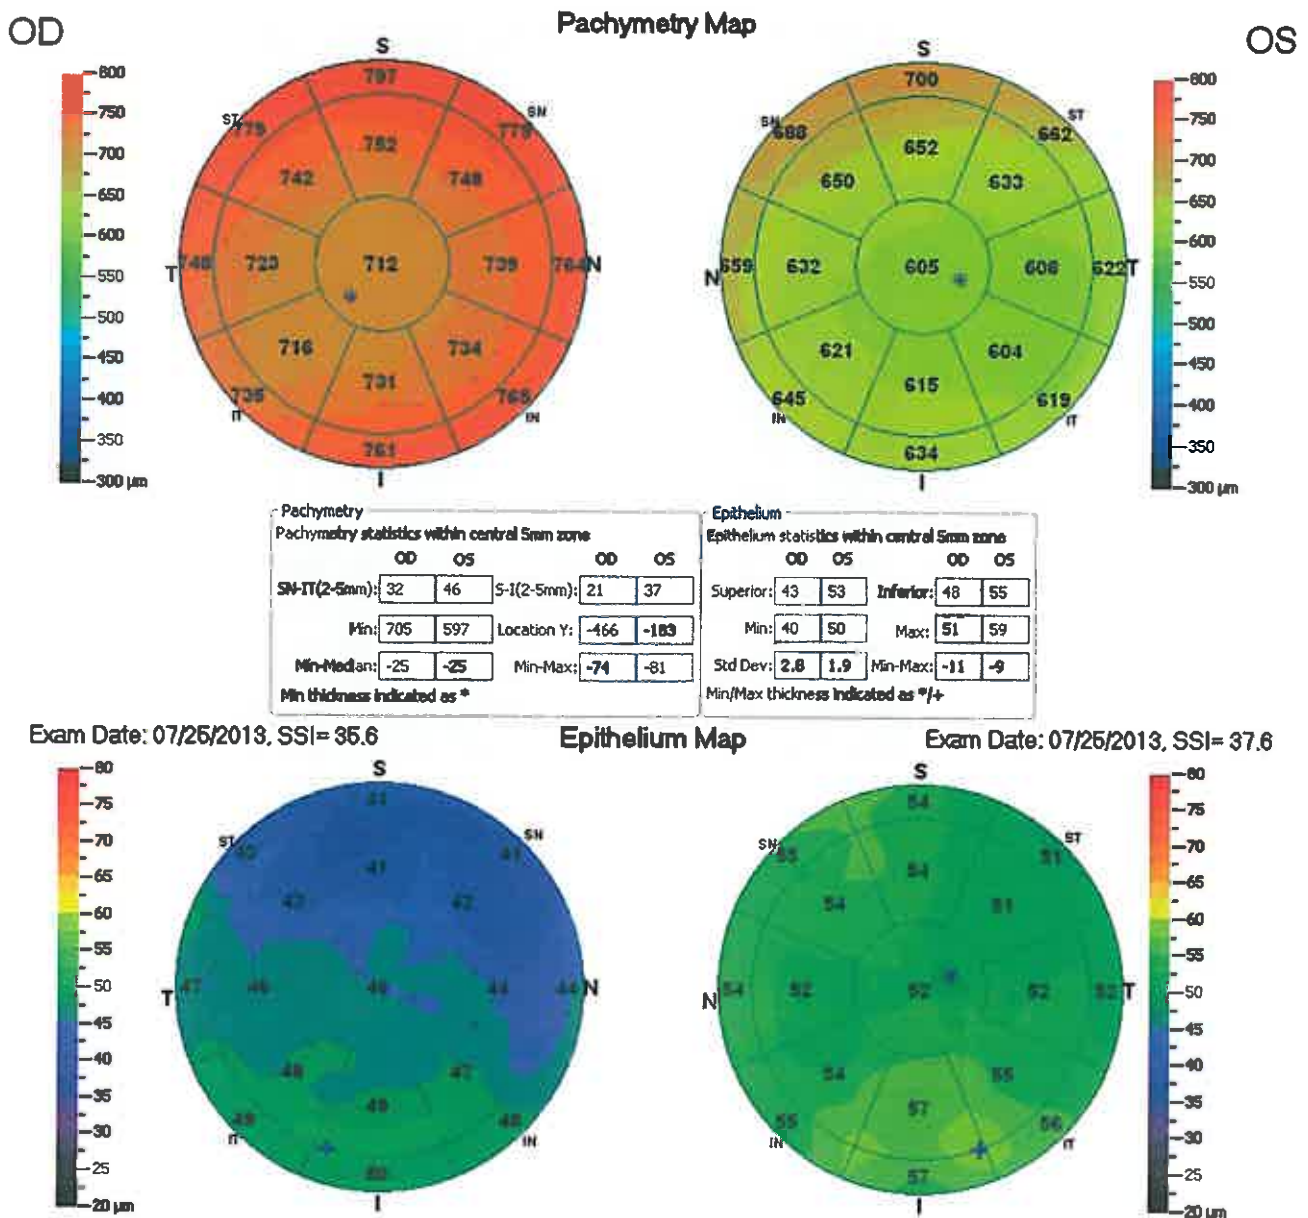 Pachymetry Map
OD
OS
S
S
800
750
700
650
600
550
500
450
400
350
300 µm
ST
SN
797
775
779
752
742
748
T
748
723
712
739
764
N
716
734
731
735
765
IT
IN
761
I
SN
ST
700
688
662
652
650
633
N
659
632
605
608
622
T
621
604
615
645
619
IN
IT
634
I
800
750
700
650
600
550
500
450
400
350
300 µm
Pachymetry
Pachymetry statistics within central 5mm zone
OD OS OD OS
SN-IT(2-5mm): 32 46 S-I(2-5mm): 21 37
Min: 705 597 Location Y: -466 -183
Min-Median: -25 -25 Min-Max: -74 -81
Min thickness indicated as *
Epithelium
Epithelium statistics within central 5mm zone
OD OS OD OS
Superior: 43 53 Inferior: 48 55
Min: 40 50 Max: 51 59
Std Dev: 2.8 1.9 Min-Max: -11 -9
Min/Max thickness indicated as */+
Exam Date: 07/25/2013, SSI= 35.6
Epithelium Map
Exam Date: 07/25/2013, SSI= 37.6
80
75
70
65
60
55
50
45
40
35
30
25
20 µm
S
ST
SN
41
41
42
T
47
46
44
44
N
47
49
49
48
IT
IN
I
S
SN
ST
54
55
51
54
54
51
N
54
52
52
52
52
T
54
55
57
55
56
IN
IT
57
I
80
75
70
65
60
55
50
45
40
35
30
25
20 µm